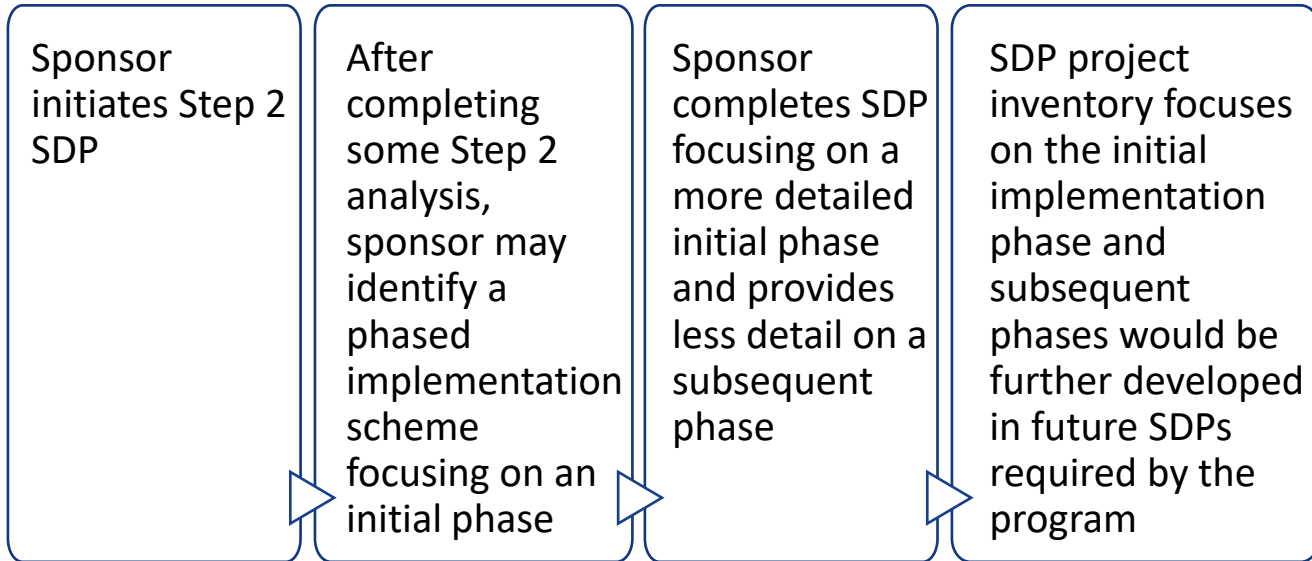 Sponsor
initiates Step 2
SDP
After
completing
some Step 2
analysis,
sponsor may
identify a
phased
implementation
scheme
focusing on an
initial phase
Sponsor
completes SDP
focusing on a
more detailed
initial phase
and provides
less detail on a
subsequent
phase
SDP project
inventory focuses
on the initial
implementation
phase and
subsequent
phases would be
further developed
in future SDPs
required by the
program